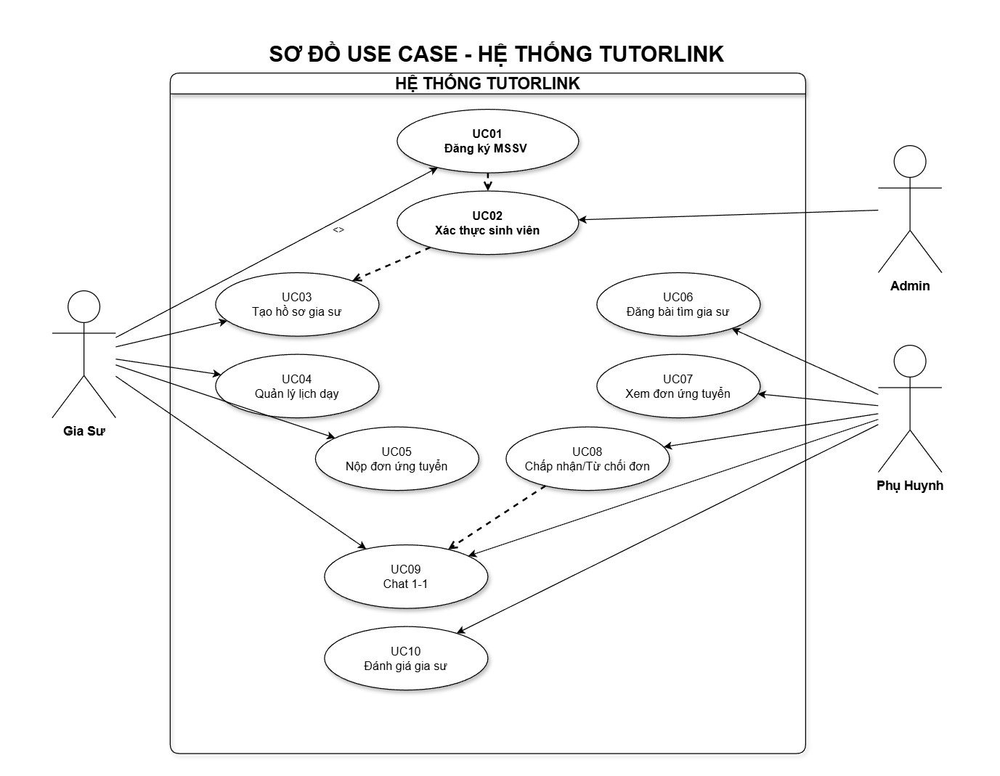 SƠ ĐỒ USE CASE - HỆ THỐNG TUTORLINK
HỆ THỐNG TUTORLINK
UC01
Đăng ký MSSV
UC02
Xác thực sinh viên
<>
Admin
UC03
Tạo hồ sơ gia sư
UC06
Đăng bài tìm gia sư
UC04
Quản lý lịch dạy
UC07
Xem đơn ứng tuyển
Gia Sư
UC05
Nộp đơn ứng tuyển
UC08
Chấp nhận/Từ chối đơn
Phụ Huynh
UC09
Chat 1-1
UC10
Đánh giá gia sư